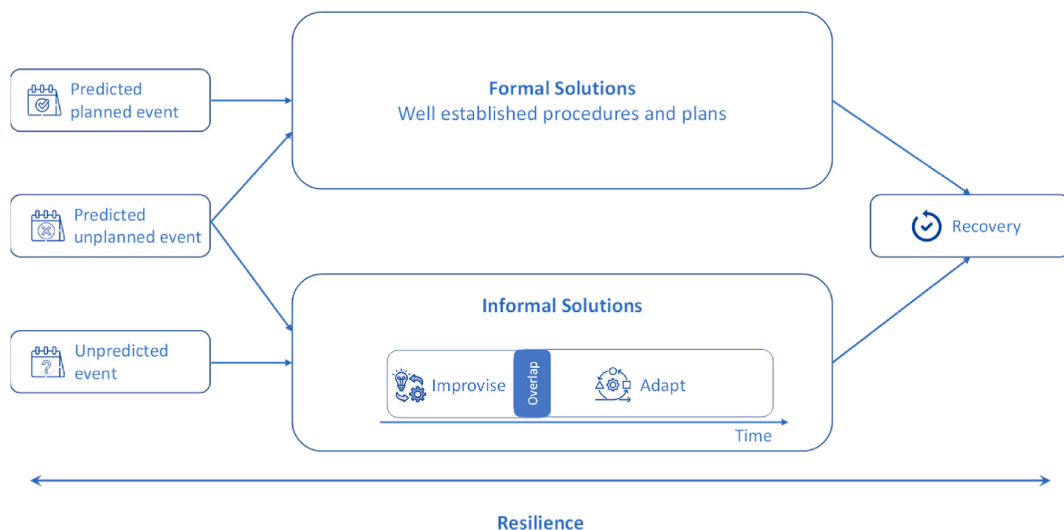 Predicted
planned event
Predicted
unplanned event
Unpredicted
event
Formal Solutions
Well established procedures and plans
Informal Solutions
Improvise
Overlap
Adapt
Time
Recovery
Resilience